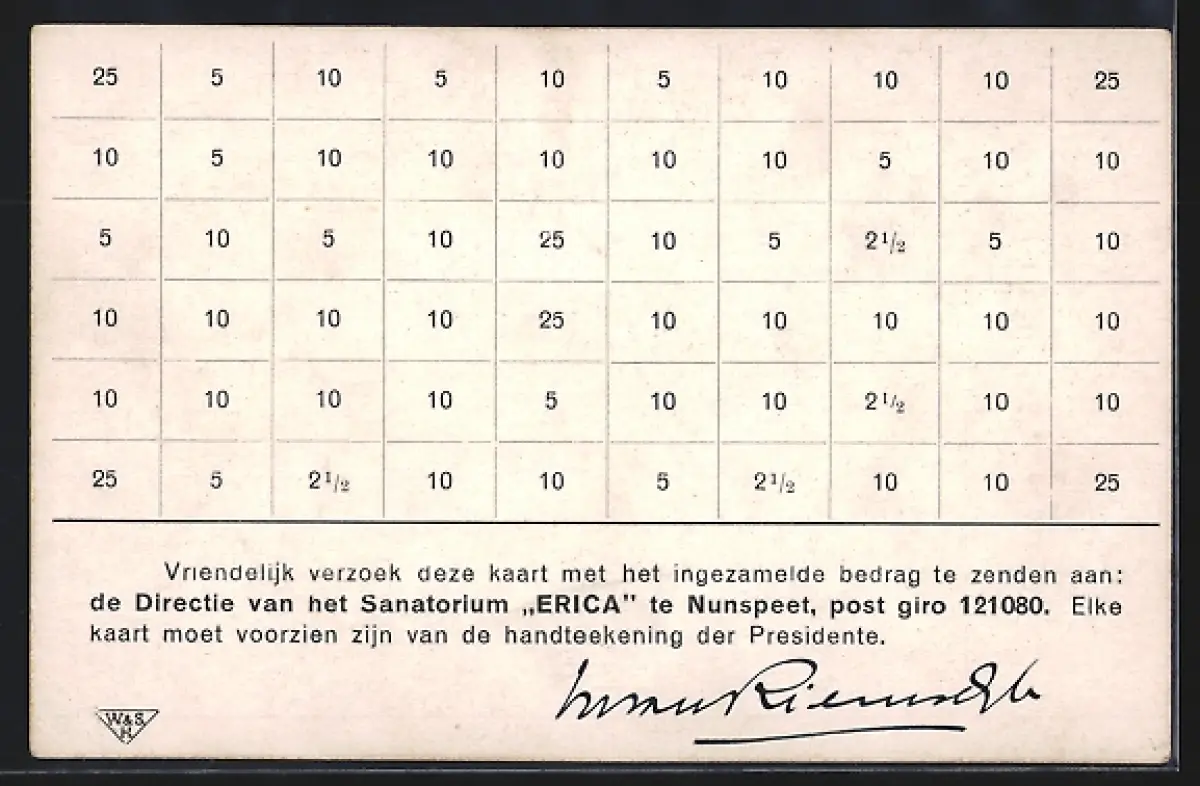 25 5 10 5 10 5 10 10 10 25
10 5 10 10 10 10 10 5 10 10
5 10 5 10 25 10 5 2½ 5 10
10 10 10 10 25 10 10 10 10 10
10 10 10 10 5 10 10 2½ 10 10
25 5 2½ 10 10 5 2½ 10 10 25
Vriendelijk verzoek deze kaart met het ingezamelde bedrag te zenden aan:
de Directie van het Sanatorium „ERICA" te Nunspeet, post giro 121080. Elke
kaart moet voorzien zijn van de handteekening der Presidente.
W & S
H